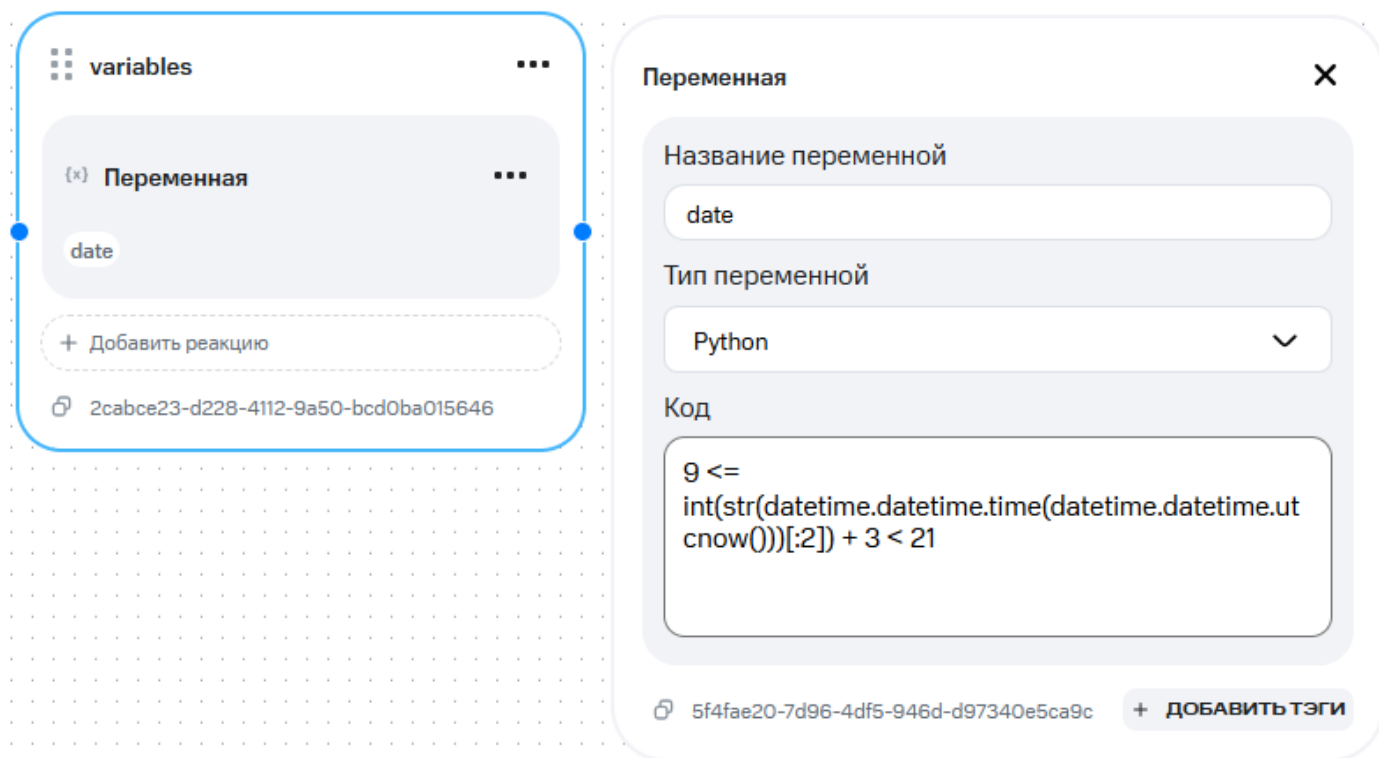 variables
{x} Переменная
date
+ Добавить реакцию
2cabce23-d228-4112-9a50-bcd0ba015646
Переменная
Название переменной
date
Тип переменной
Python
Код
9 <=
int(str(datetime.datetime.time(datetime.datetime.ut
cnow()))[:2]) + 3 < 21
5f4fae20-7d96-4df5-946d-d97340e5ca9c
+ ДОБАВИТЬ ТЭГИ